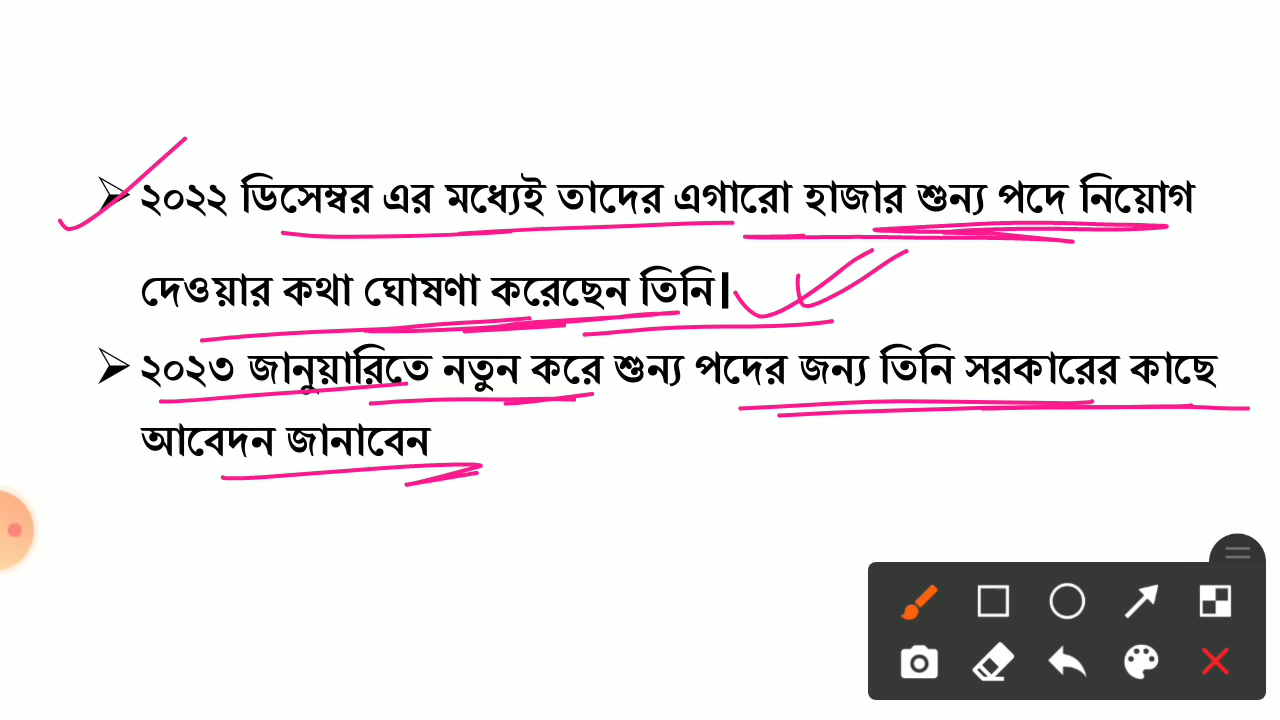 ২০২২ ডিসেম্বর এর মধ্যেই তাদের এগারো হাজার শুন্য পদে নিয়োগ
দেওয়ার কথা ঘোষণা করেছেন তিনি।
২০২৩ জানুয়ারিতে নতুন করে শুন্য পদের জন্য তিনি সরকারের কাছে
আবেদন জানাবেন